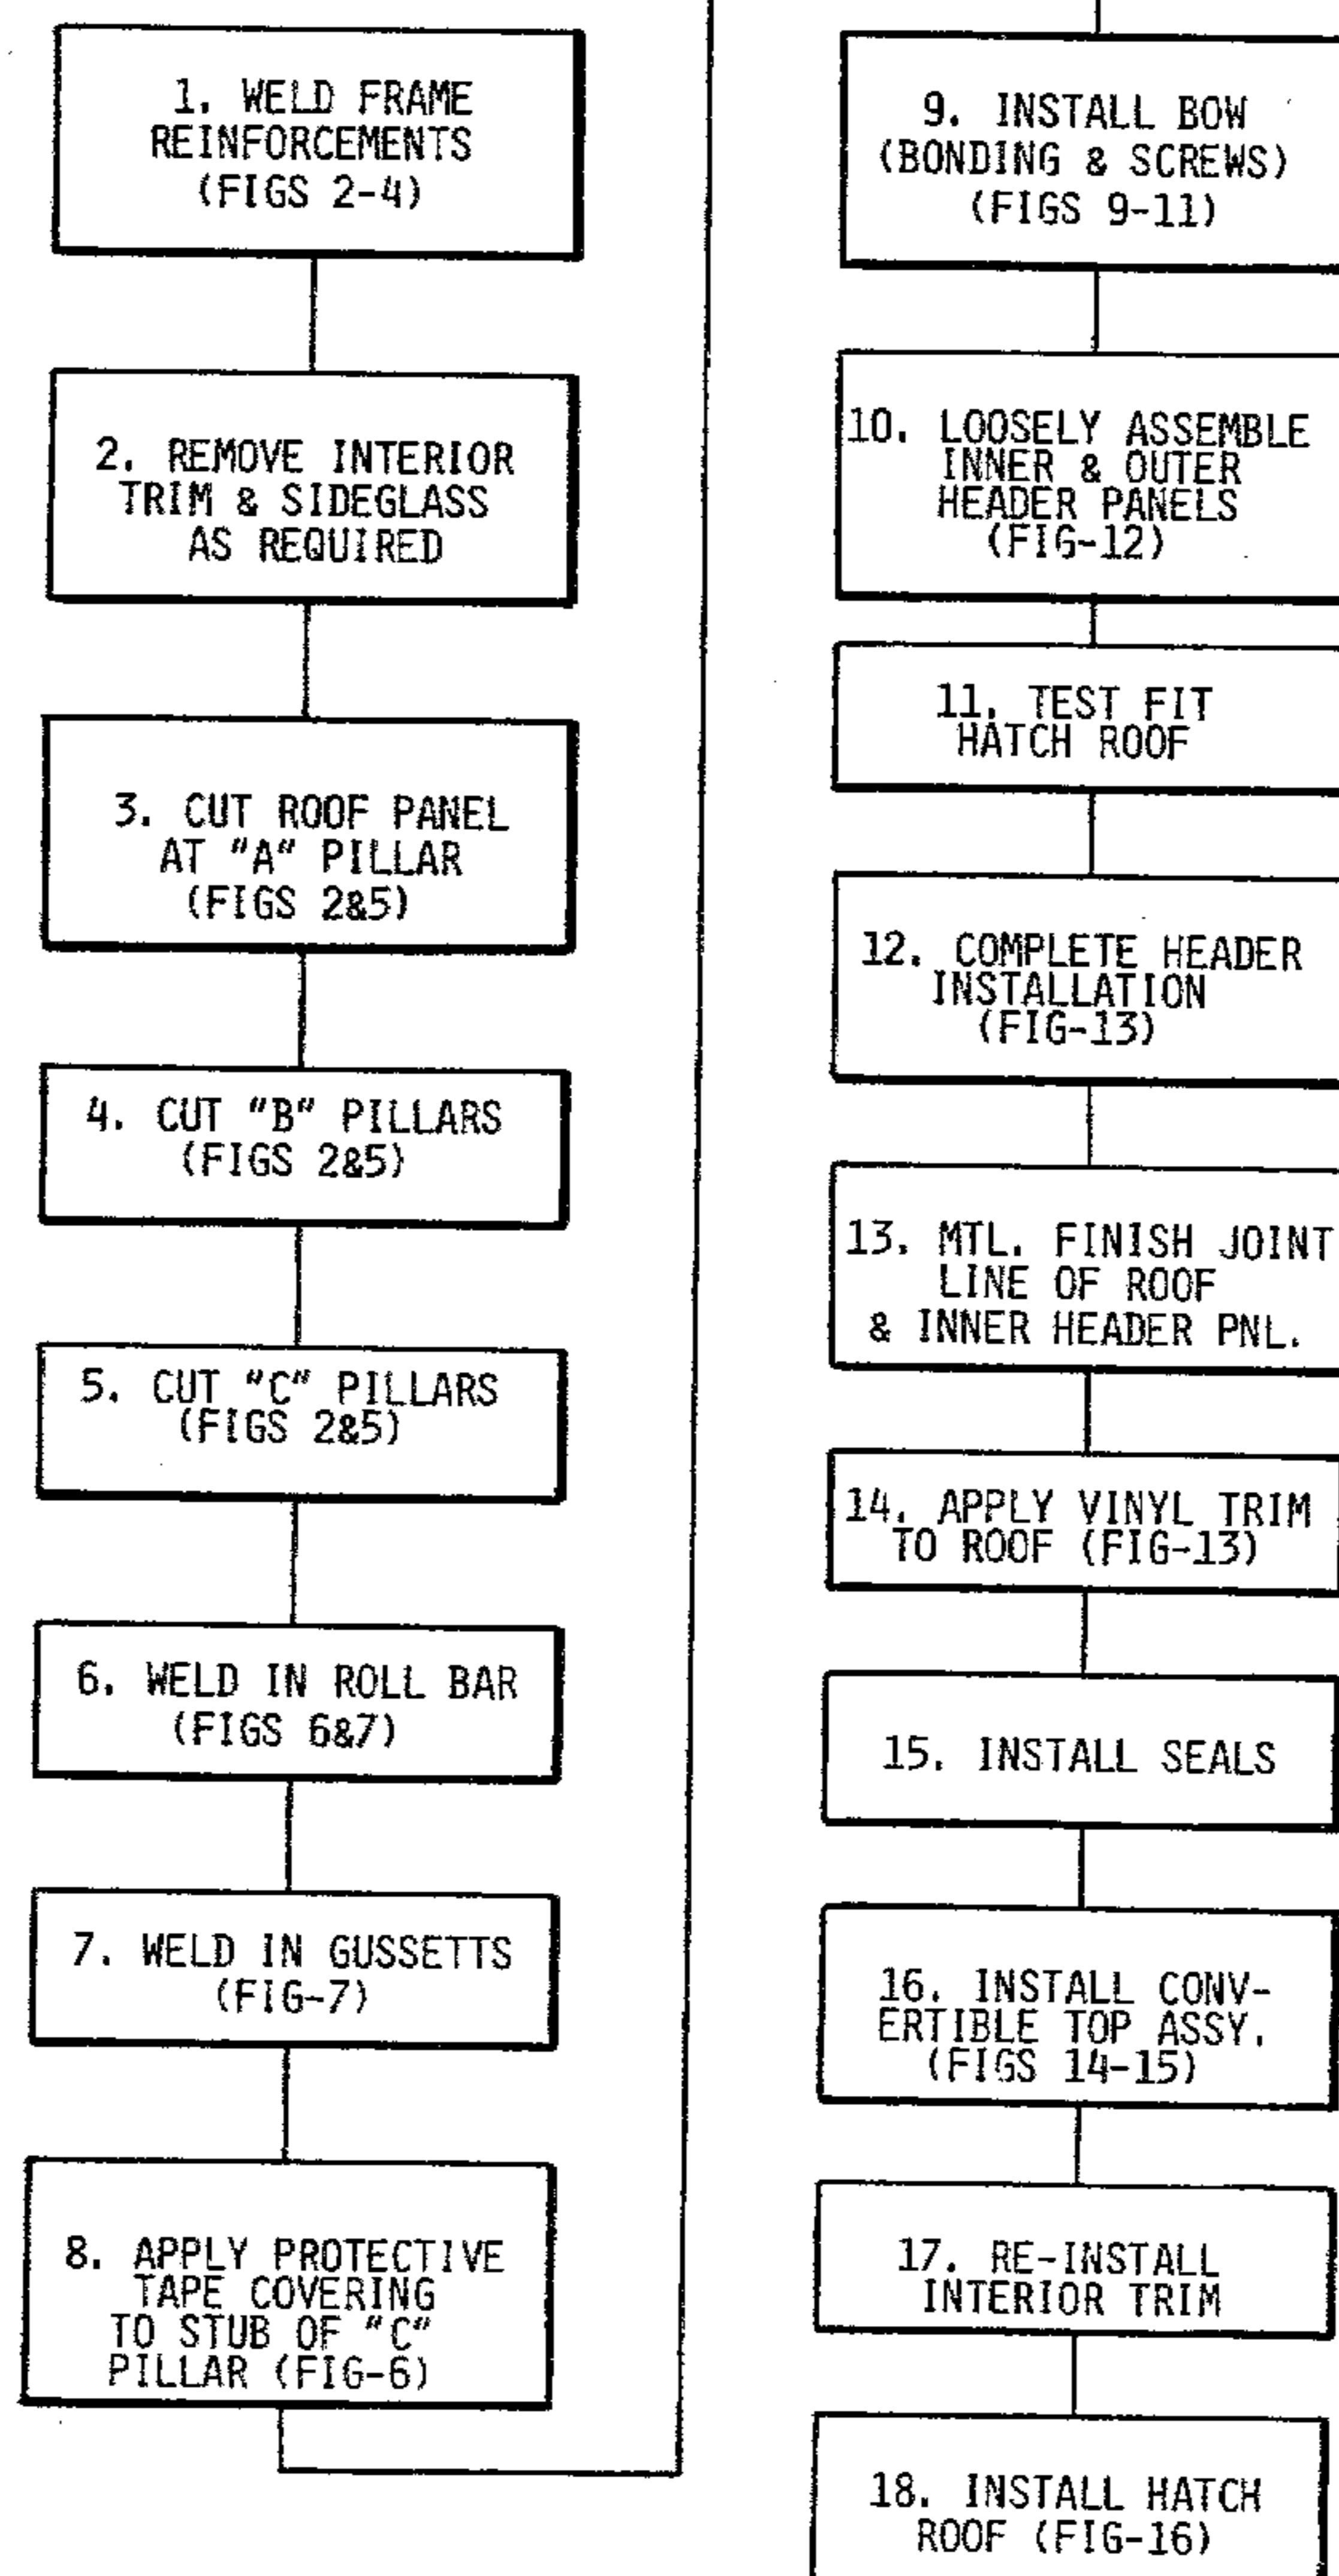 1. WELD FRAME
REINFORCEMENTS
(FIGS 2-4)
2. REMOVE INTERIOR
TRIM & SIDEGLASS
AS REQUIRED
3. CUT ROOF PANEL
AT "A" PILLAR
(FIGS 2&5)
4. CUT "B" PILLARS
(FIGS 2&5)
5. CUT "C" PILLARS
(FIGS 2&5)
6. WELD IN ROLL BAR
(FIGS 6&7)
7. WELD IN GUSSETTS
(FIG-7)
8. APPLY PROTECTIVE
TAPE COVERING
TO STUB OF "C"
PILLAR (FIG-6)
9. INSTALL BOW
(BONDING & SCREWS)
(FIGS 9-11)
10. LOOSELY ASSEMBLE
INNER & OUTER
HEADER PANELS
(FIG-12)
11. TEST FIT
HATCH ROOF
12. COMPLETE HEADER
INSTALLATION
(FIG-13)
13. MTL. FINISH JOINT
LINE OF ROOF
& INNER HEADER PNL.
14. APPLY VINYL TRIM
TO ROOF (FIG-13)
15. INSTALL SEALS
16. INSTALL CONV-
ERTIBLE TOP ASSY.
(FIGS 14-15)
17. RE-INSTALL
INTERIOR TRIM
18. INSTALL HATCH
ROOF (FIG-16)